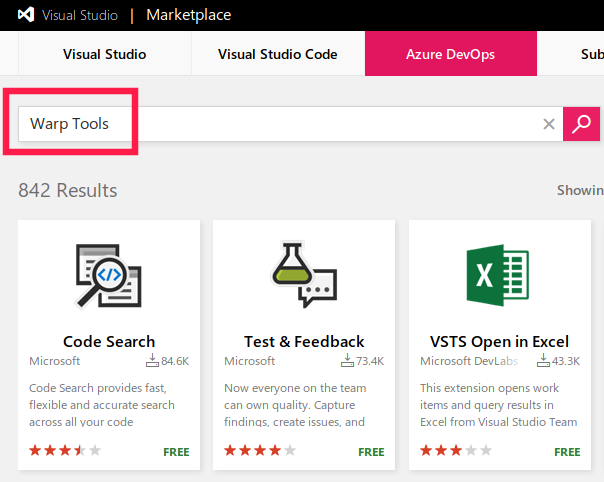 Visual Studio | Marketplace
Visual Studio Visual Studio Code Azure DevOps Sub
Warp Tools
842 Results Showin
Code Search Test & Feedback VSTS Open in Excel
Microsoft 84.6K Microsoft 73.4K Microsoft DevLabs 43.3K
Code Search provides fast, Now everyone on the team This extension opens work
flexible and accurate search can own quality. Capture items and query results in
across all your code findings, create issues, and Excel from Visual Studio Team
FREE FREE FREE